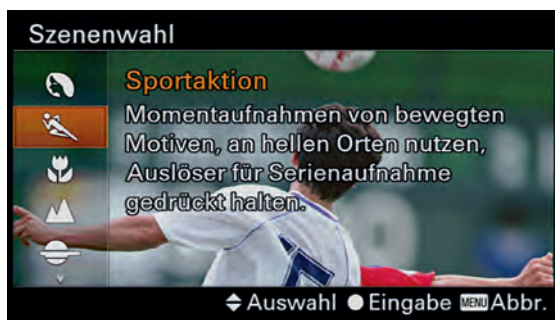 Szenenwahl
Sportaktion
Momentaufnahmen von bewegten
Motiven, an hellen Orten nutzen,
Auslöser für Serienaufnahme
gedrückt halten.
Auswahl Eingabe MENU Abbr.